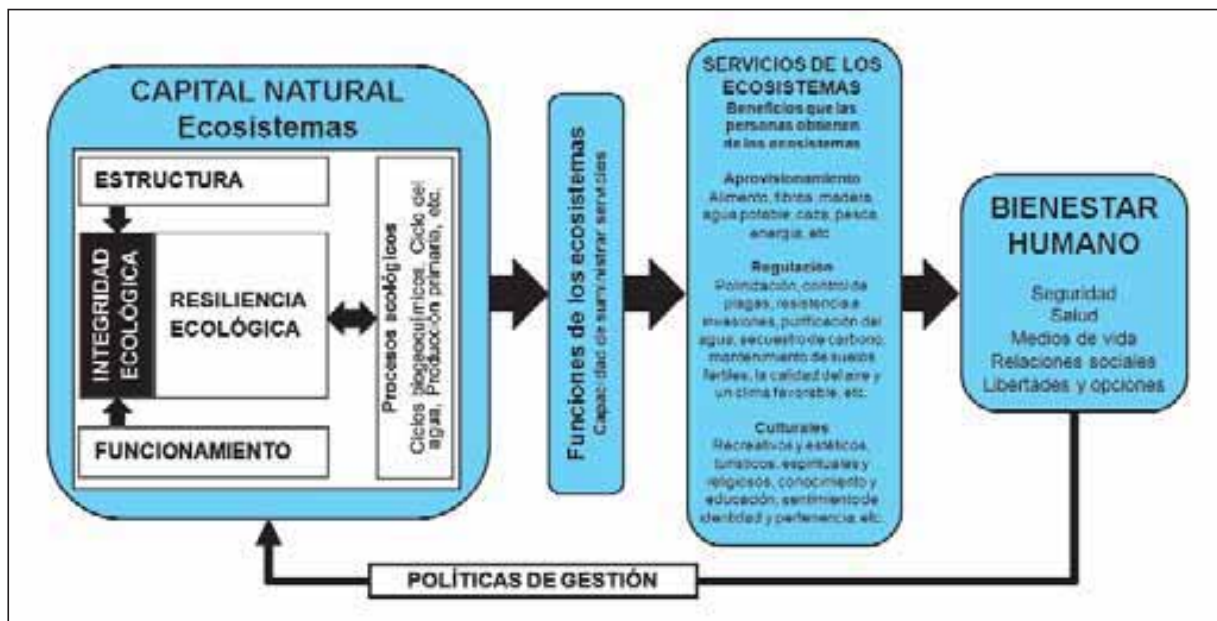 CAPITAL NATURAL
Ecosistemas
ESTRUCTURA
INTEGRIDAD
ECOLÓGICA
RESILIENCIA
ECOLÓGICA
FUNCIONAMIENTO
Procesos ecológicos
Ciclos biogeoquímicos, Ciclo del
agua, Producción primaria, etc.
Funciones de los ecosistemas
Capacidad de suministrar servicios
SERVICIOS DE LOS
ECOSISTEMAS
Beneficios que las
personas obtienen
de los ecosistemas
Aprovisionamiento
Alimento, fibras, madera,
agua potable, caza, pesca,
energía, etc
Regulación
Polinización, control de
plagas, resistencia a
invasiones, purificación del
agua, secuestro de carbono,
mantenimiento de suelos
fértiles, la calidad del aire y
un clima favorable, etc.
Culturales
Recreativos y estéticos,
turísticos, espirituales y
religiosos, conocimiento y
educación, sentimiento de
identidad y pertenencia, etc.
BIENESTAR
HUMANO
Seguridad
Salud
Medios de vida
Relaciones sociales
Libertades y opciones
POLÍTICAS DE GESTIÓN